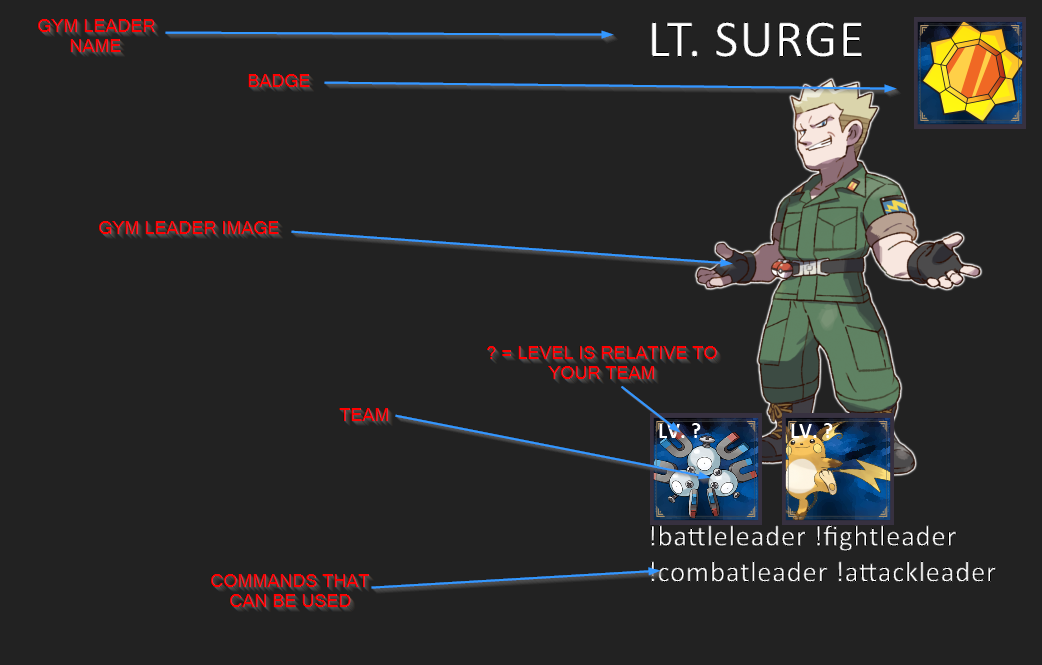 GYM LEADER
NAME
LT. SURGE
BADGE
GYM LEADER IMAGE
? = LEVEL IS RELATIVE TO
YOUR TEAM
TEAM
LV. ?
LV. ?
!battleleader !fightleader
!combatleader !attackleader
COMMANDS THAT
CAN BE USED